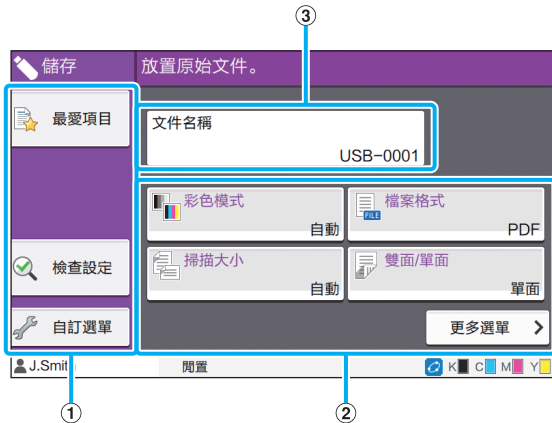 ③
儲存
放置原始文件。
最愛項目
文件名稱
USB-0001
彩色模式
自動
檔案格式
FILE
PDF
掃描大小
自動
雙面/單面
單面
檢查設定
自訂選單
更多選單
J.Smith
閒置
K C M Y
① ②